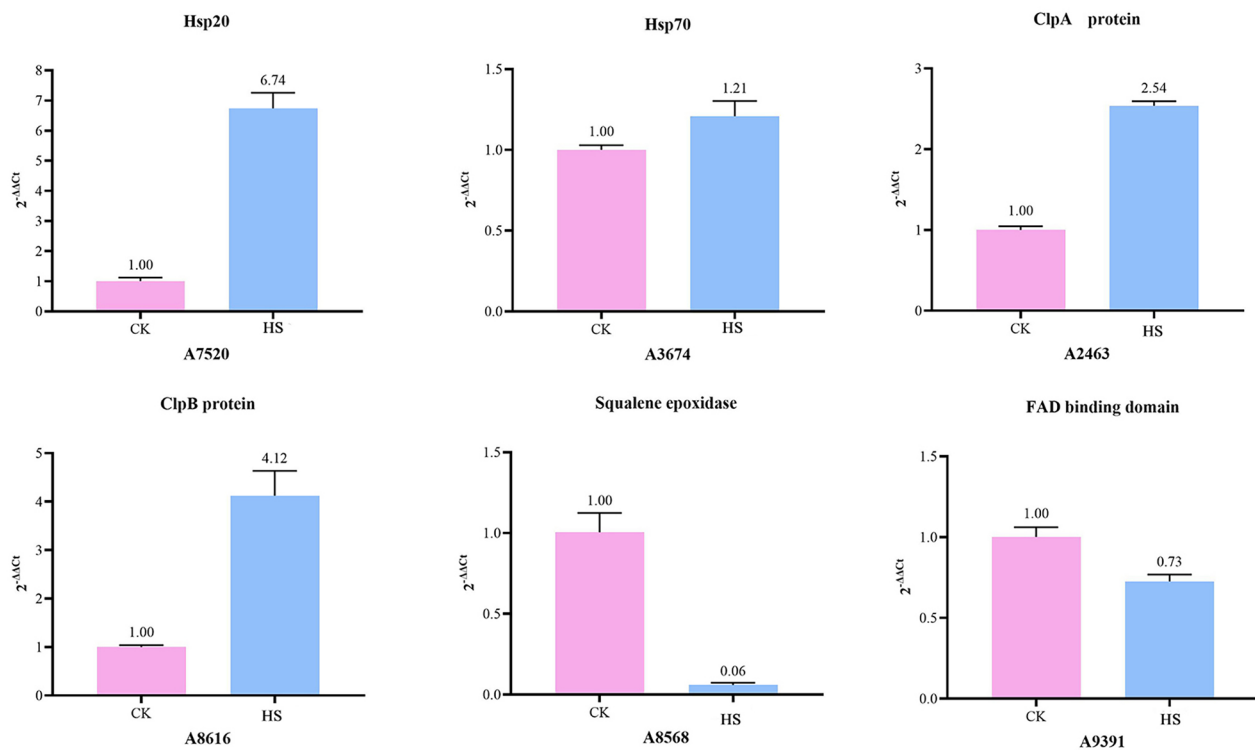 Hsp20
8
7
6
5
4
3
2
1
0
2-ΔΔCt
1.00
6.74
CK
HS
A7520
Hsp70
1.5
1.0
0.5
0.0
2-ΔΔCt
1.00
1.21
CK
HS
A3674
ClpA protein
3
2
1
0
2-ΔΔCt
1.00
2.54
CK
HS
A2463
ClpB protein
5
4
3
2
1
0
2-ΔΔCt
1.00
4.12
CK
HS
A8616
Squalene epoxidase
1.5
1.0
0.5
0.0
2-ΔΔCt
1.00
0.06
CK
HS
A8568
FAD binding domain
1.5
1.0
0.5
0.0
2-ΔΔCt
1.00
0.73
CK
HS
A9391